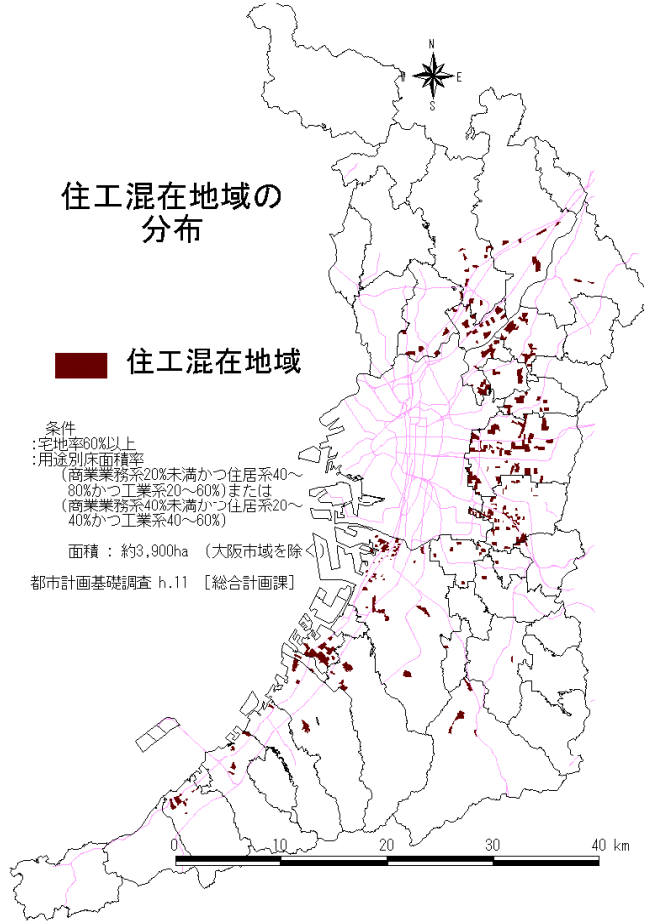 N
W E
S
住工混在地域の
分布
住工混在地域
条件
:宅地率60%以上
:用途別床面積率
(商業業務系20%未満かつ住居系40~
80%かつ工業系20~60%)または
(商業業務系40%未満かつ住居系20~
40%かつ工業系40~60%)
面積 : 約3,900ha (大阪市域を除く)
都市計画基礎調査 h.11 [総合計画課]
0 10 20 30 40 km